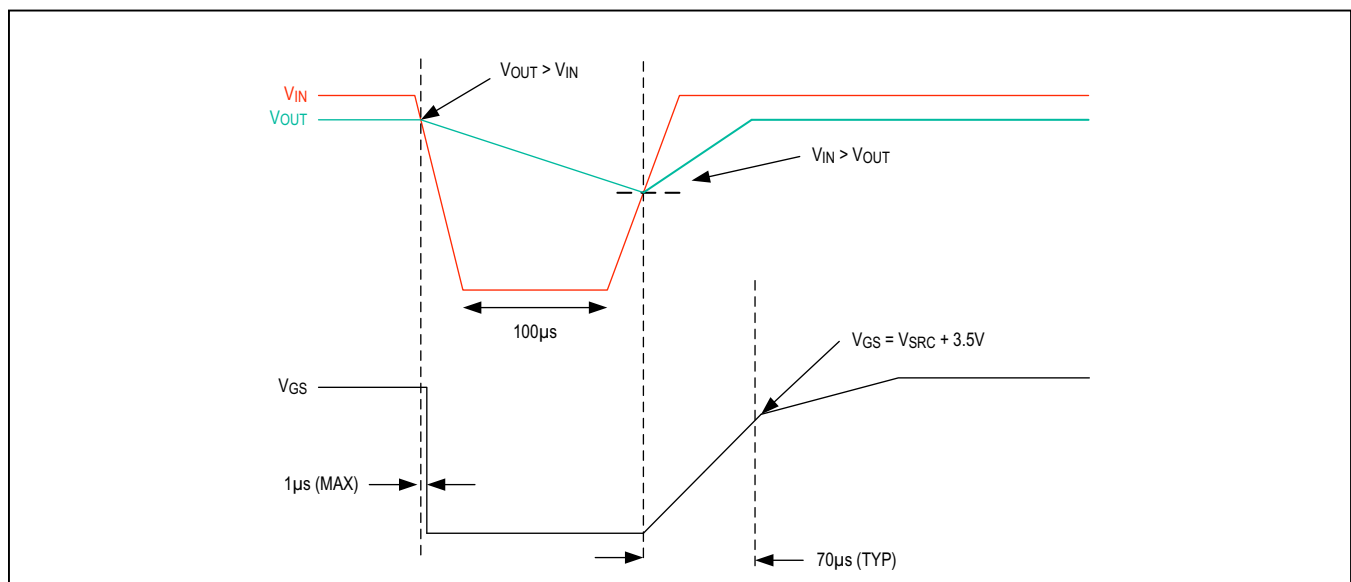 VOUT > VIN
VIN
VOUT
VIN > VOUT
100µs
VGS = VSRC + 3.5V
VGS
1µs (MAX)
70µs (TYP)